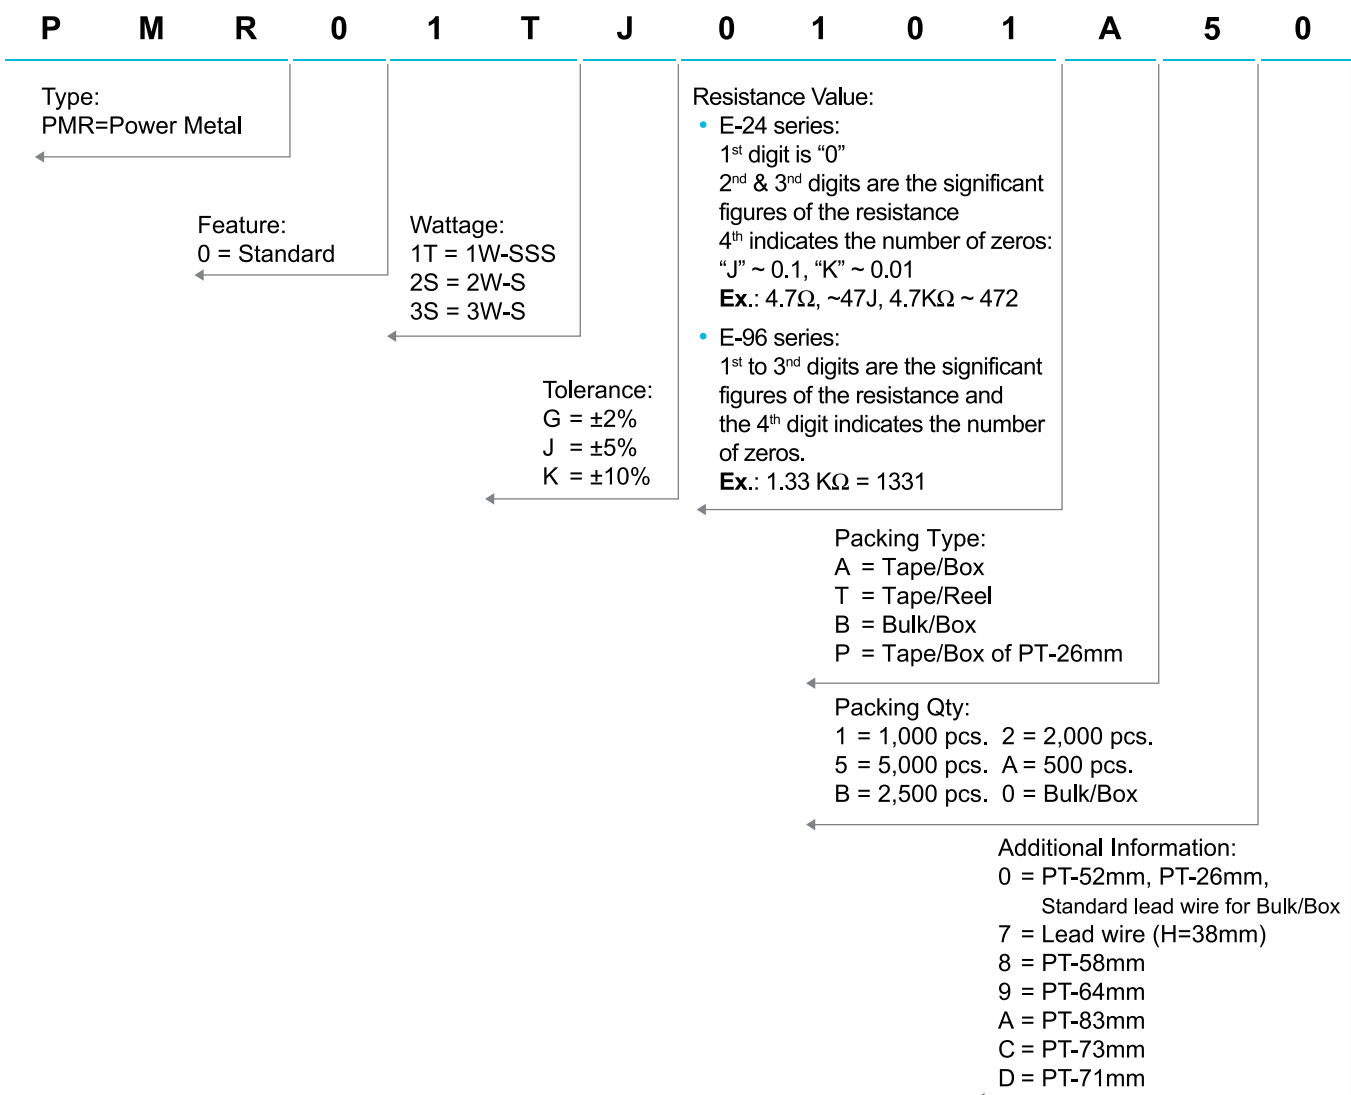 P M R 0 1 T J 0 1 0 1 A 5 0
Type:
PMR=Power Metal
Feature:
0 = Standard
Wattage:
1T = 1W-SSS
2S = 2W-S
3S = 3W-S
Tolerance:
G = ±2%
J = ±5%
K = ±10%
Resistance Value:
• E-24 series:
1st digit is “0”
2nd & 3nd digits are the significant
figures of the resistance
4th indicates the number of zeros:
“J” ~ 0.1, “K” ~ 0.01
Ex.: 4.7Ω, ~47J, 4.7KΩ ~ 472
• E-96 series:
1st to 3nd digits are the significant
figures of the resistance and
the 4th digit indicates the number
of zeros.
Ex.: 1.33 KΩ = 1331
Packing Type:
A = Tape/Box
T = Tape/Reel
B = Bulk/Box
P = Tape/Box of PT-26mm
Packing Qty:
1 = 1,000 pcs. 2 = 2,000 pcs.
5 = 5,000 pcs. A = 500 pcs.
B = 2,500 pcs. 0 = Bulk/Box
Additional Information:
0 = PT-52mm, PT-26mm,
Standard lead wire for Bulk/Box
7 = Lead wire (H=38mm)
8 = PT-58mm
9 = PT-64mm
A = PT-83mm
C = PT-73mm
D = PT-71mm